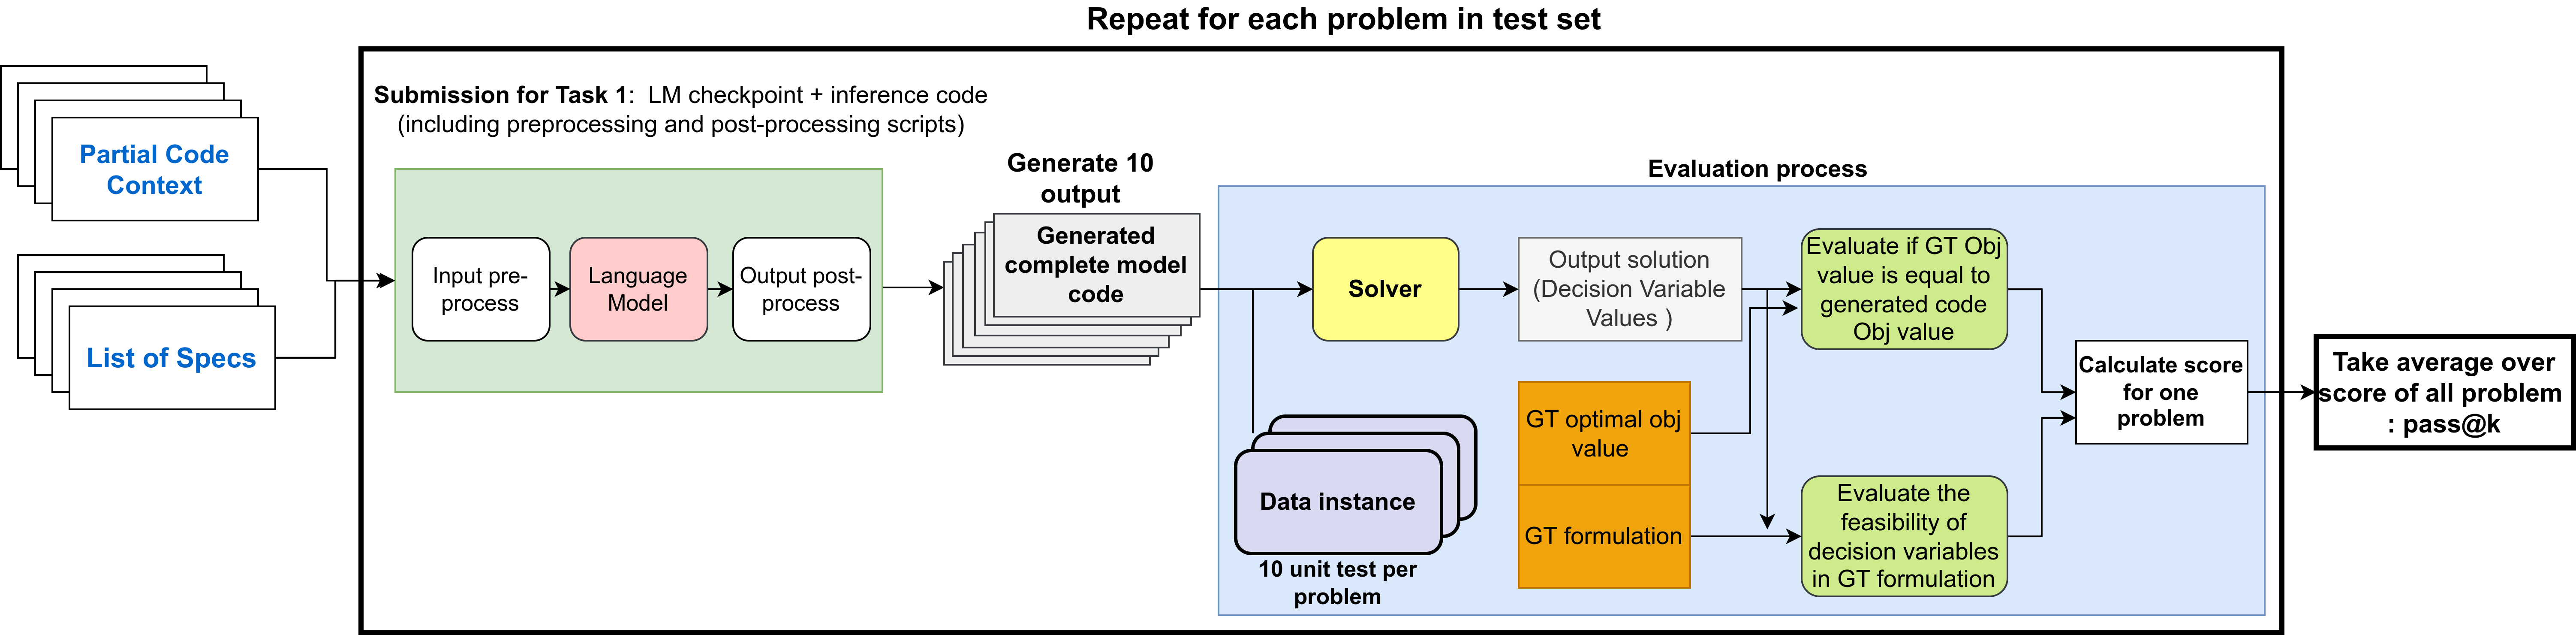 Repeat for each problem in test set
Submission for Task 1:  LM checkpoint + inference code
(including preprocessing and post-processing scripts)
Partial Code
Context
List of Specs
Input pre-
process
Language
Model
Output post-
process
Generate 10
output
Generated
complete model
code
Evaluation process
Solver
Output solution
(Decision Variable
Values )
Evaluate if GT Obj
value is equal to
generated code
Obj value
Data instance
10 unit test per
problem
GT optimal obj
value
GT formulation
Evaluate the
feasibility of
decision variables
in GT formulation
Calculate score
for one
problem
Take average over
score of all problem
: pass@k